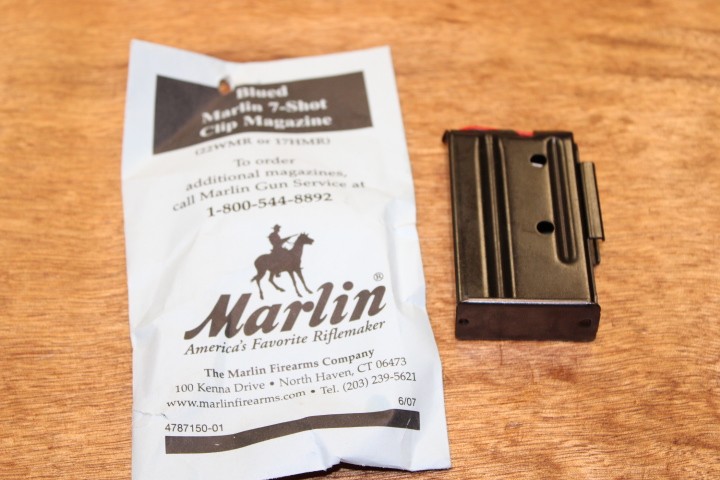 Blued
Marlin 7-Shot
Clip Magazine
(22WMR or 17HMR)
To order
additional magazines,
call Marlin Gun Service at
1-800-544-8892
Marlin®
America's Favorite Riflemaker
The Marlin Firearms Company
100 Kenna Drive • North Haven, CT 06473
www.marlinfirearms.com • Tel. (203) 239-5621
6/07
4787150-01